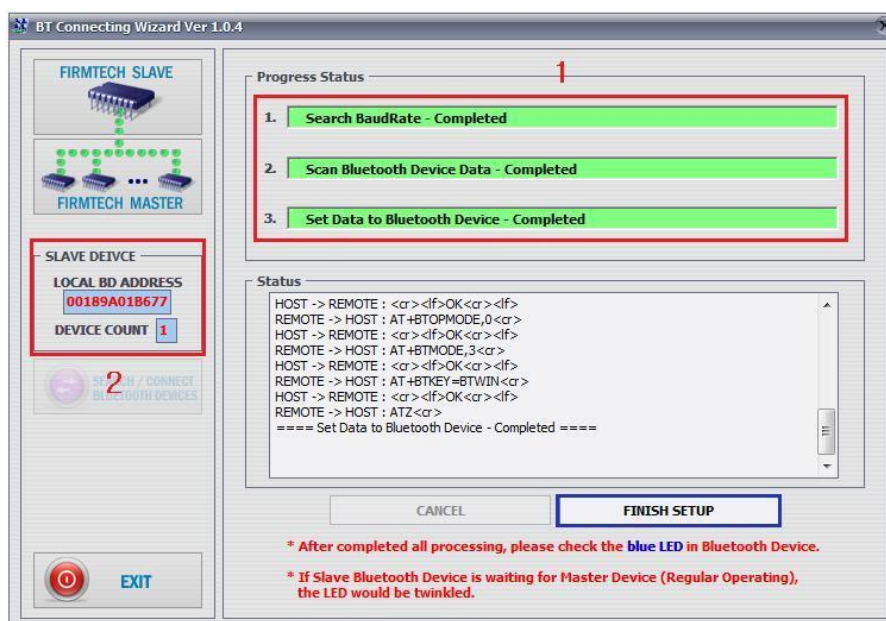 BT Connecting Wizard Ver 1.0.4
FIRMTECH SLAVE
FIRMTECH MASTER
SLAVE DEIVCE
LOCAL BD ADDRESS
00189A01B677
DEVICE COUNT 1
2
SEARCH / CONNECT
BLUETOOTH DEVICES
EXIT
Progress Status
1
1. Search BaudRate - Completed
2. Scan Bluetooth Device Data - Completed
3. Set Data to Bluetooth Device - Completed
Status
HOST -> REMOTE : <cr><lf>OK<cr><lf>
REMOTE -> HOST : AT+BTOPMODE,0<cr>
HOST -> REMOTE : <cr><lf>OK<cr><lf>
REMOTE -> HOST : AT+BTMODE,3<cr>
HOST -> REMOTE : <cr><lf>OK<cr><lf>
REMOTE -> HOST : AT+BTKEY=BTWIN<cr>
HOST -> REMOTE : <cr><lf>OK<cr><lf>
REMOTE -> HOST : ATZ<cr>
==== Set Data to Bluetooth Device - Completed ====
CANCEL
FINISH SETUP
* After completed all processing, please check the blue LED in Bluetooth Device.
* If Slave Bluetooth Device is waiting for Master Device (Regular Operating),
the LED would be twinkled.